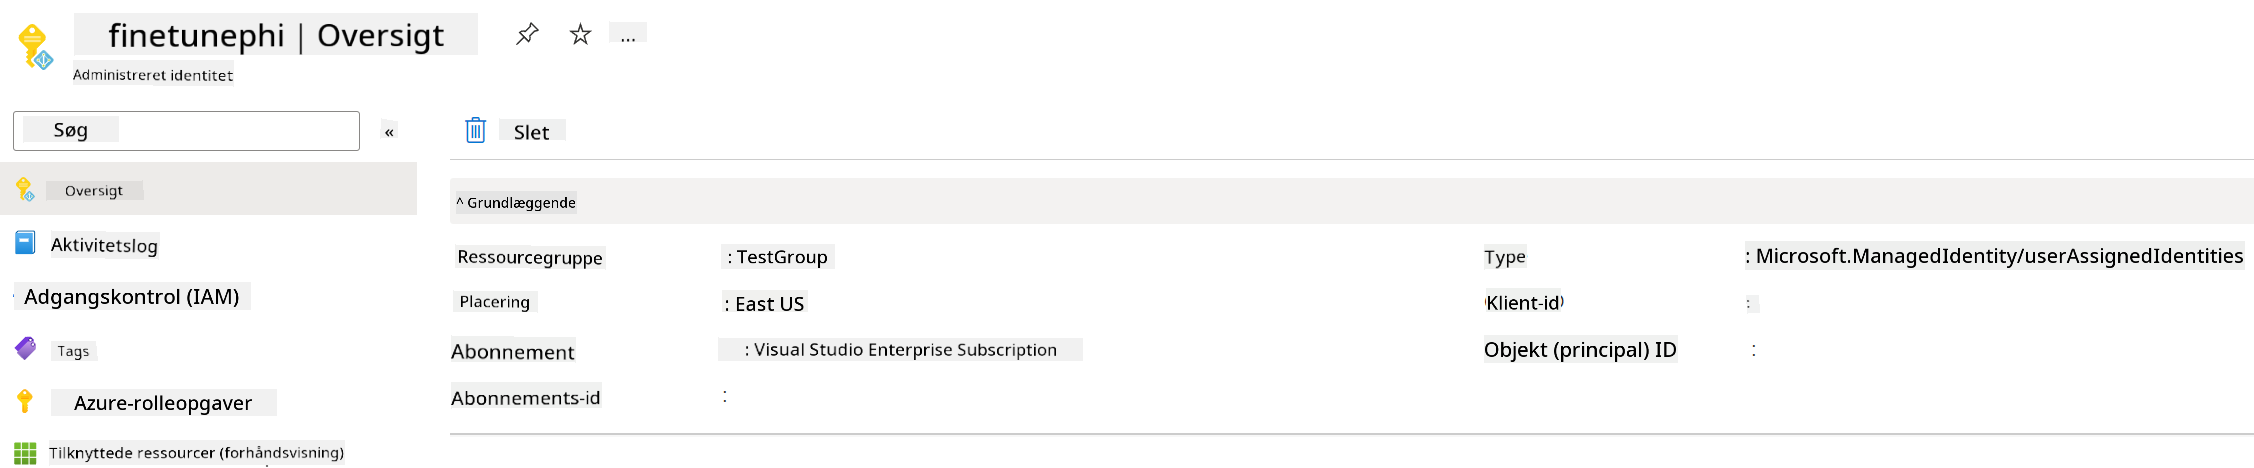 finetunephi | Oversigt
...
Administreret identitet
Søg
«
Slet
Oversigt
^ Grundlæggende
Aktivitetslog
Ressourcegruppe : TestGroup
Type : Microsoft.ManagedIdentity/userAssignedIdentities
Adgangskontrol (IAM)
Placering : East US
Klient-id :
Tags
Abonnement : Visual Studio Enterprise Subscription
Objekt (principal) ID :
Azure-rolleopgaver
Abonnements-id :
Tilknyttede ressourcer (forhåndsvisning)